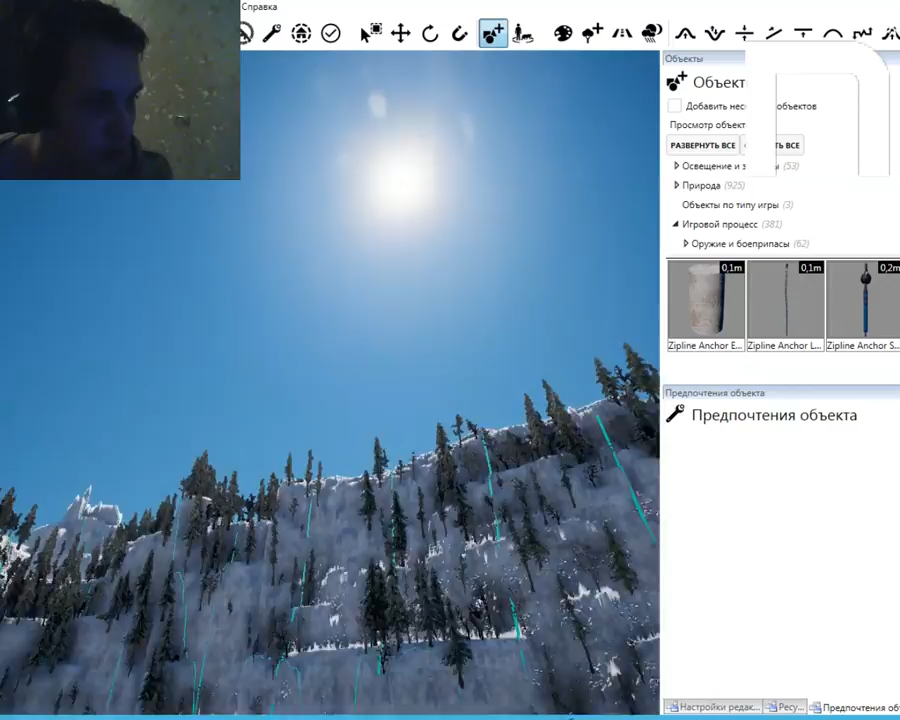 Справка
Объекты
Объект
Добавить нес объектов
Просмотр объект
РАЗВЕРНУТЬ ВСЕ ТЬ ВСЕ
Освещение и з (53)
Природа (925)
Объекты по типу игры (3)
Игровой процесс (381)
Оружие и боеприпасы (62)
0,1m 0,1m 0,2m
Zipline Anchor E... Zipline Anchor L... Zipline Anchor S...
Предпочтения объекта
Предпочтения объекта
Настройки редак... Ресу... Предпочтения об